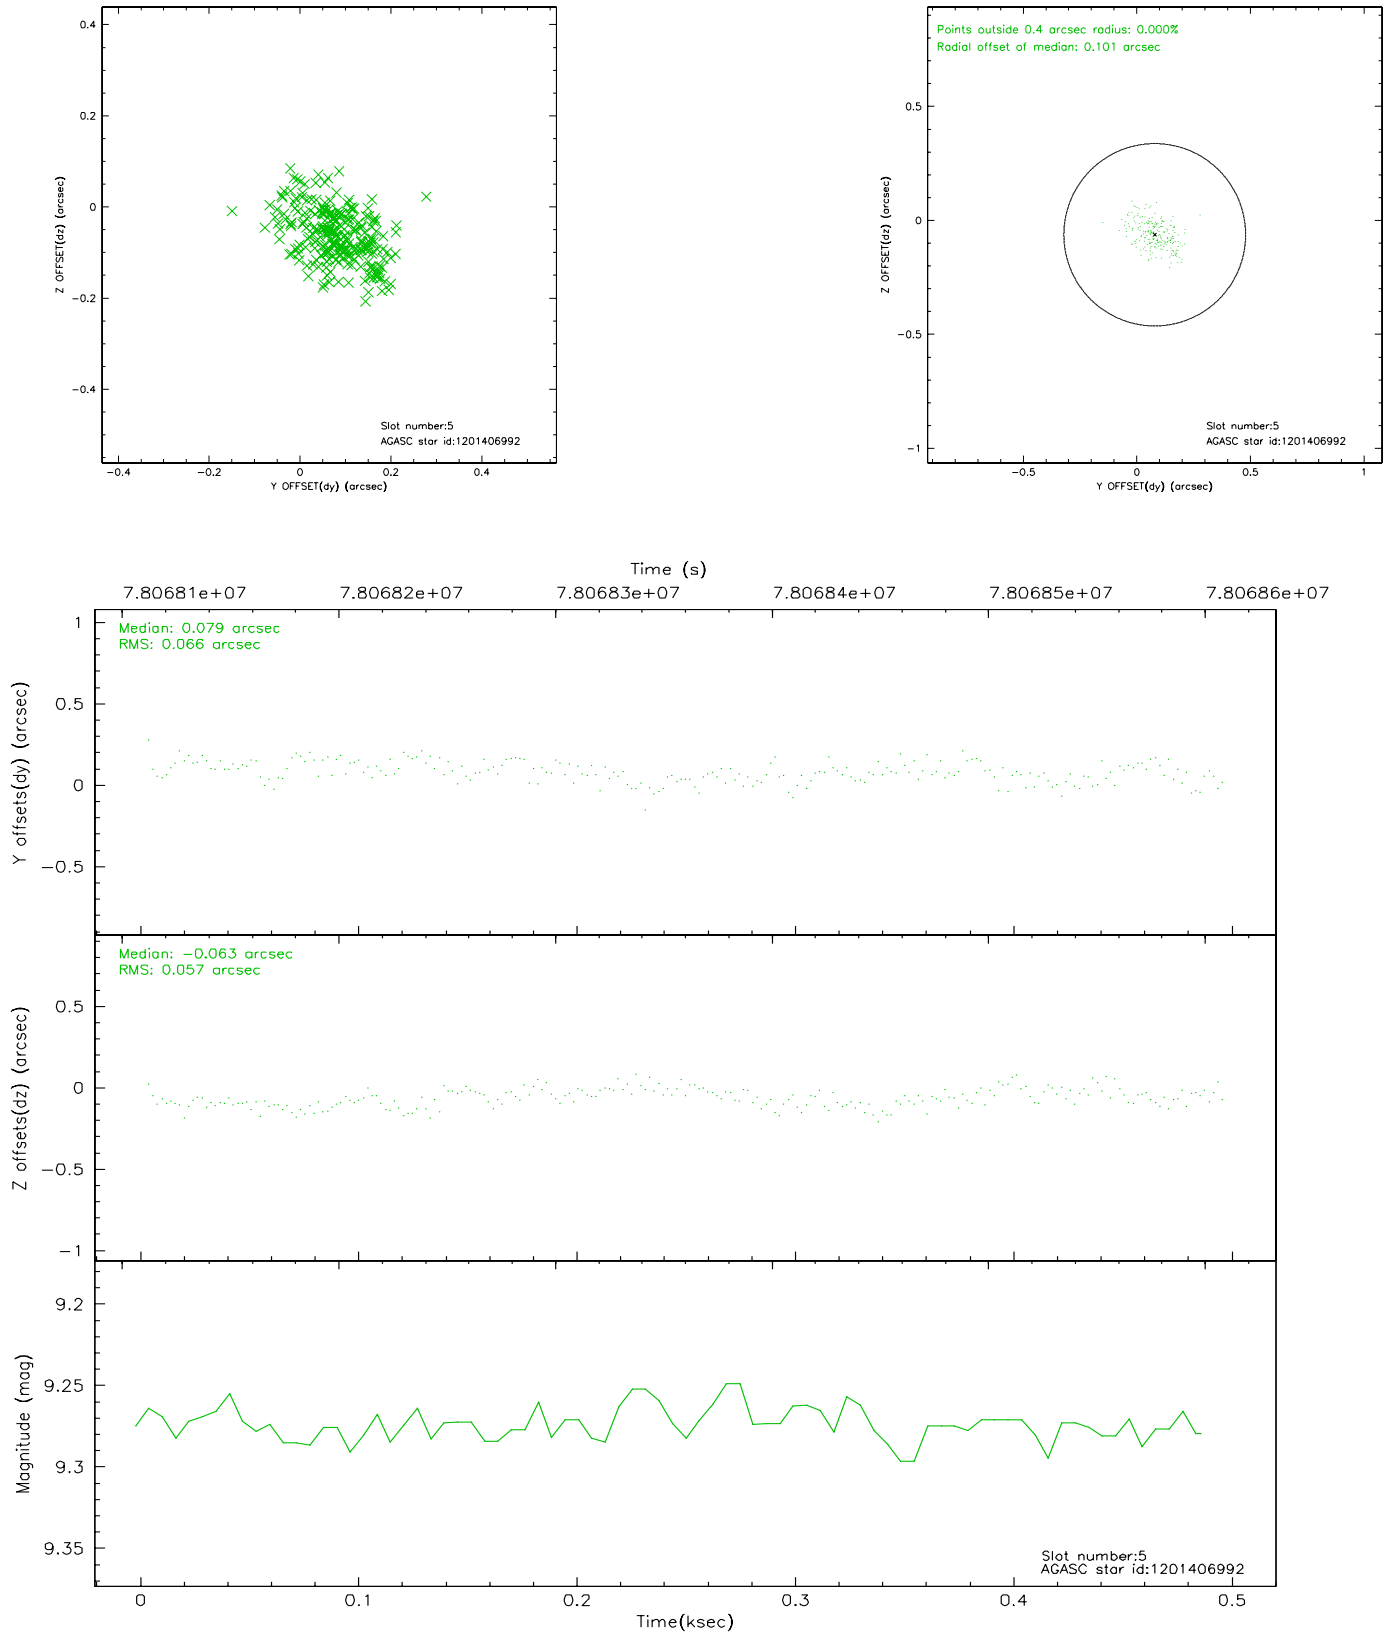 0.4
0.2
0
−0.2
−0.4
Z OFFSET(dz) (arcsec)
Slot number:5
AGASC star id:1201406992
−0.4
−0.2
0
0.2
0.4
Y OFFSET(dy) (arcsec)
Points outside 0.4 arcsec radius: 0.000%
Radial offset of median: 0.101 arcsec
0.5
0
−0.5
−1
Z OFFSET(dz) (arcsec)
Slot number:5
AGASC star id:1201406992
−0.5
0
0.5
1
Y OFFSET(dy) (arcsec)
Time (s)
7.80681e+07
7.80682e+07
7.80683e+07
7.80684e+07
7.80685e+07
7.80686e+07
Median: 0.079 arcsec
RMS: 0.066 arcsec
1
0.5
0
−0.5
Y offsets(dy) (arcsec)
Median: −0.063 arcsec
RMS: 0.057 arcsec
0.5
0
−0.5
−1
Z offsets(dz) (arcsec)
9.2
9.25
9.3
9.35
Magnitude (mag)
Slot number:5
AGASC star id:1201406992
0
0.1
0.2
0.3
0.4
0.5
Time(ksec)